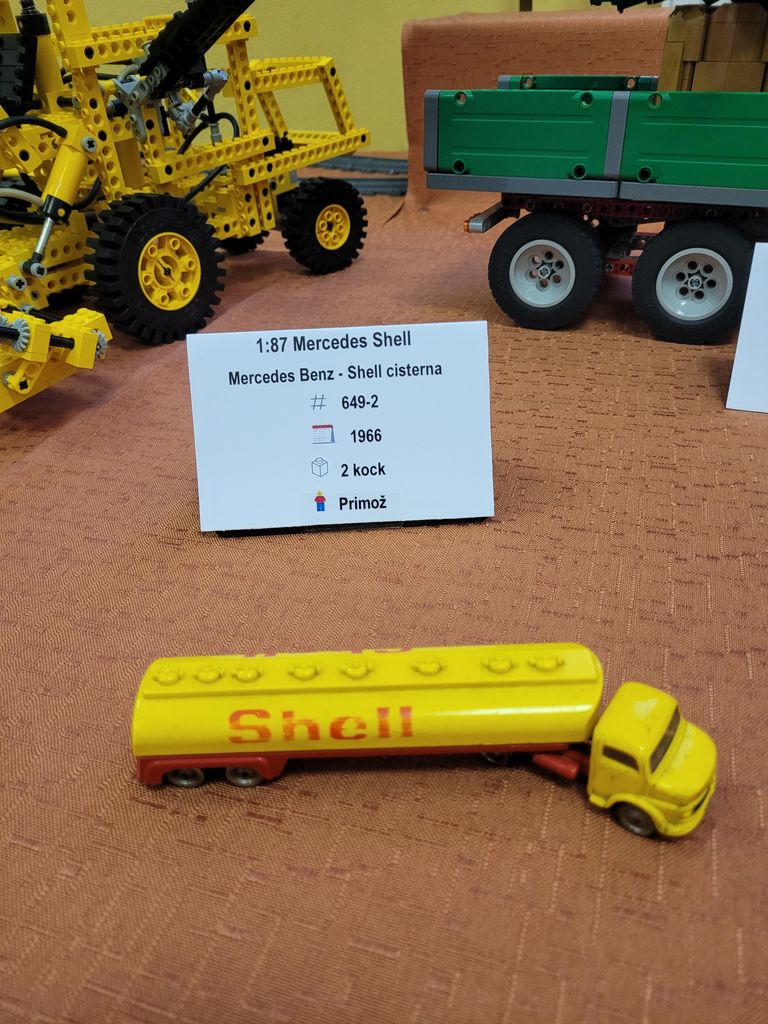 1:87 Mercedes Shell
Mercedes Benz - Shell cisterna
# 649-2
1966
2 kock
Primož
Shell